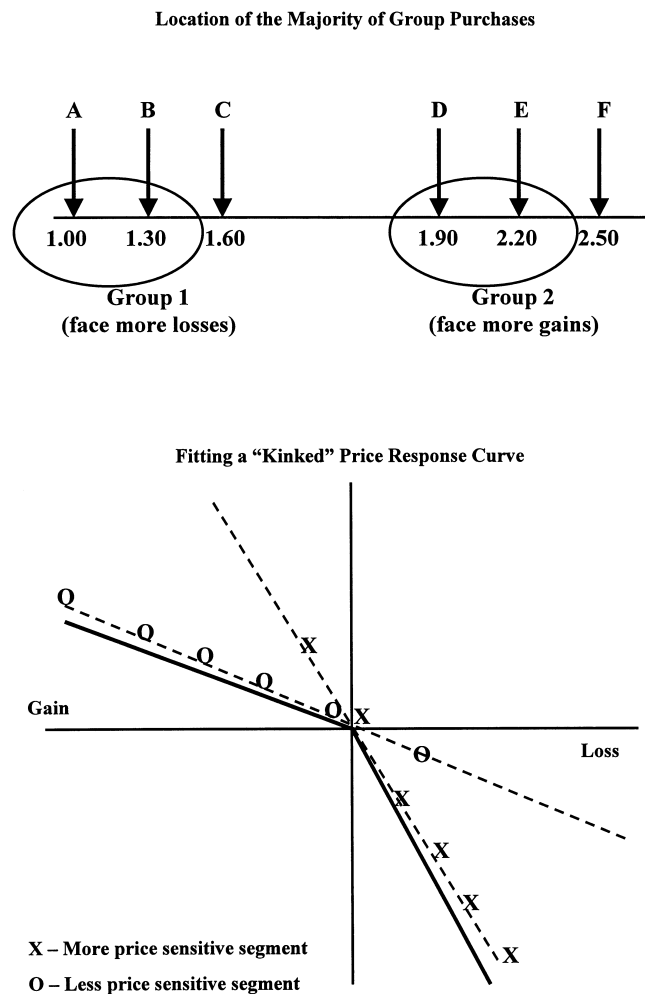 Location of the Majority of Group Purchases
A B C D E F
1.00 1.30 1.60 1.90 2.20 2.50
Group 1 Group 2
(face more losses) (face more gains)
Fitting a “Kinked” Price Response Curve
Q
O
X
Q
Q
O X
Gain
Loss
O
X
X
X
X
X – More price sensitive segment
O – Less price sensitive segment